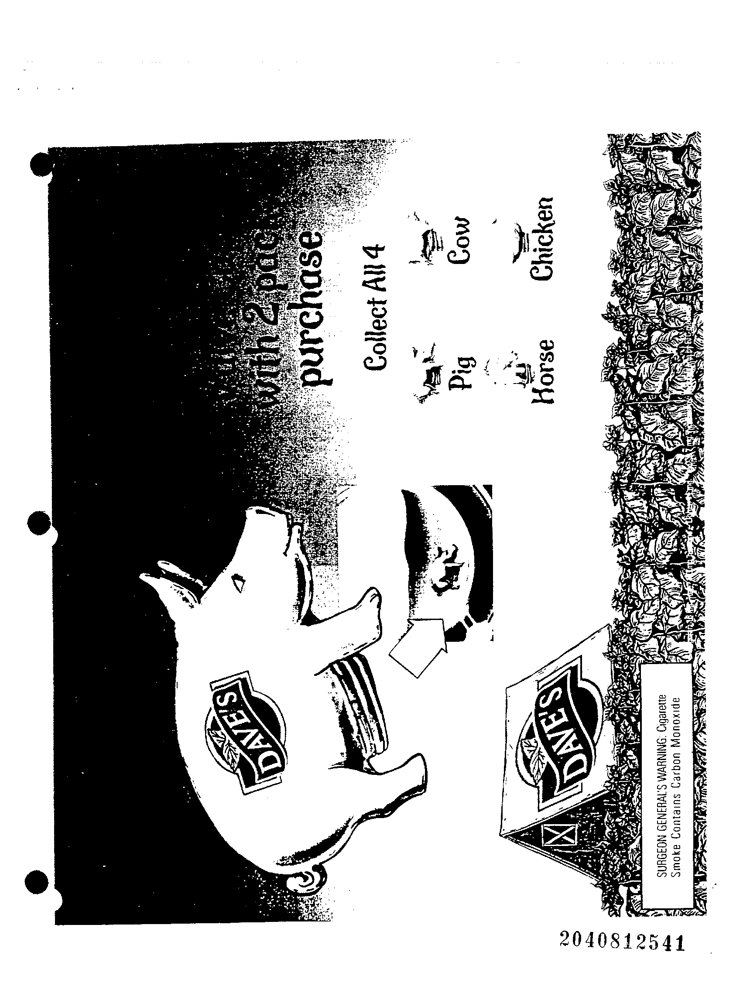 with 2 pac
purchase
Collect All 4
Pig
Cow
Horse
Chicken
DAVE'S
DAVE'S
SURGEON GENERAL'S WARNING: Cigarette
Smoke Contains Carbon Monoxide
2040812541